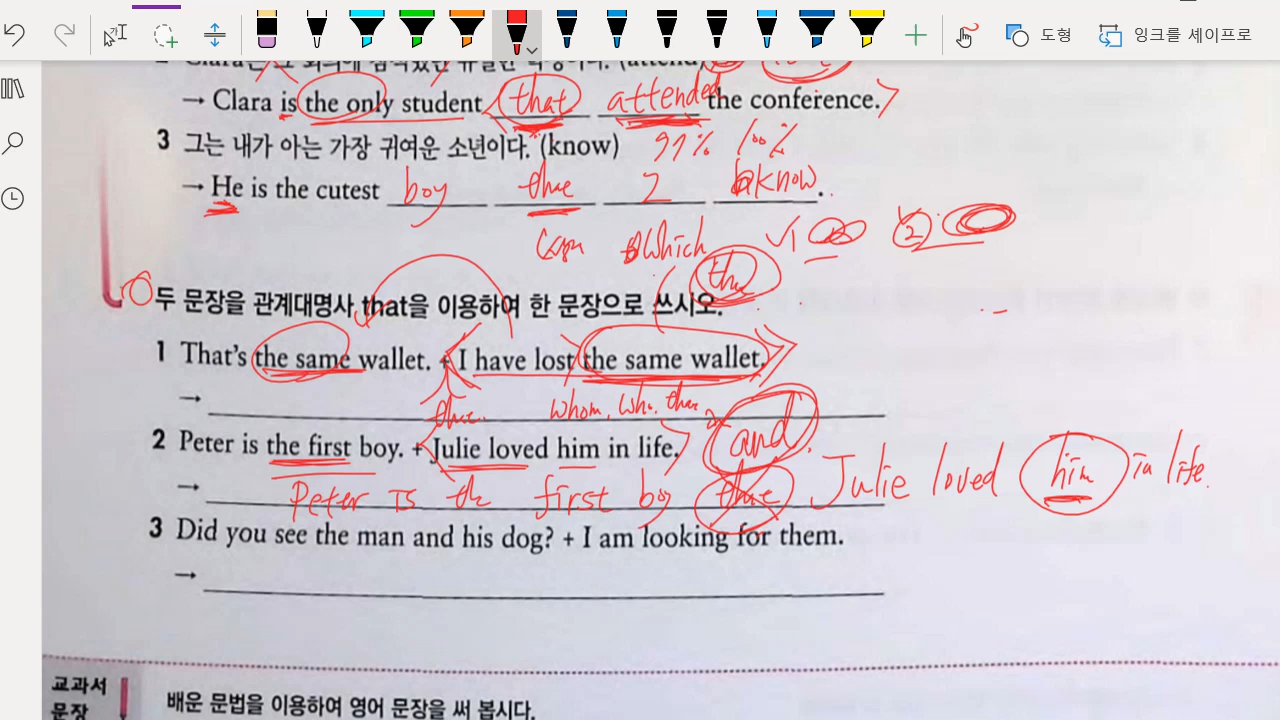 도형
잉크를 셰이프로
→ Clara is the only student that attended the conference.
3 그는 내가 아는 가장 귀여운 소년이다. (know) 99% 100%
→ He is the cutest boy that I know.
which
두 문장을 관계대명사 that을 이용하여 한 문장으로 쓰시오.
1 That's the same wallet. + I have lost the same wallet.
→
whom, who, that
2 Peter is the first boy. + Julie loved him in life. and
→ Peter is the first boy that Julie loved him in life.
3 Did you see the man and his dog? + I am looking for them.
→
교과서
문장
배운 문법을 이용하여 영어 문장을 써 봅시다.